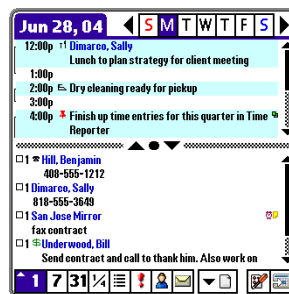 Jun 28, 04 S M T W T F S
12:00p Dimarco, Sally
Lunch to plan strategy for client meeting
1:00p
2:00p Dry cleaning ready for pickup
3:00p
4:00p Finish up time entries for this quarter in Time
Reporter
1 Hill, Benjamin
408-555-1212
1 Dimarco, Sally
818-555-3649
1 San Jose Mirror
fax contract
1 Underwood, Bill
Send contract and call to thank him. Also work on
1 7 31 1/4